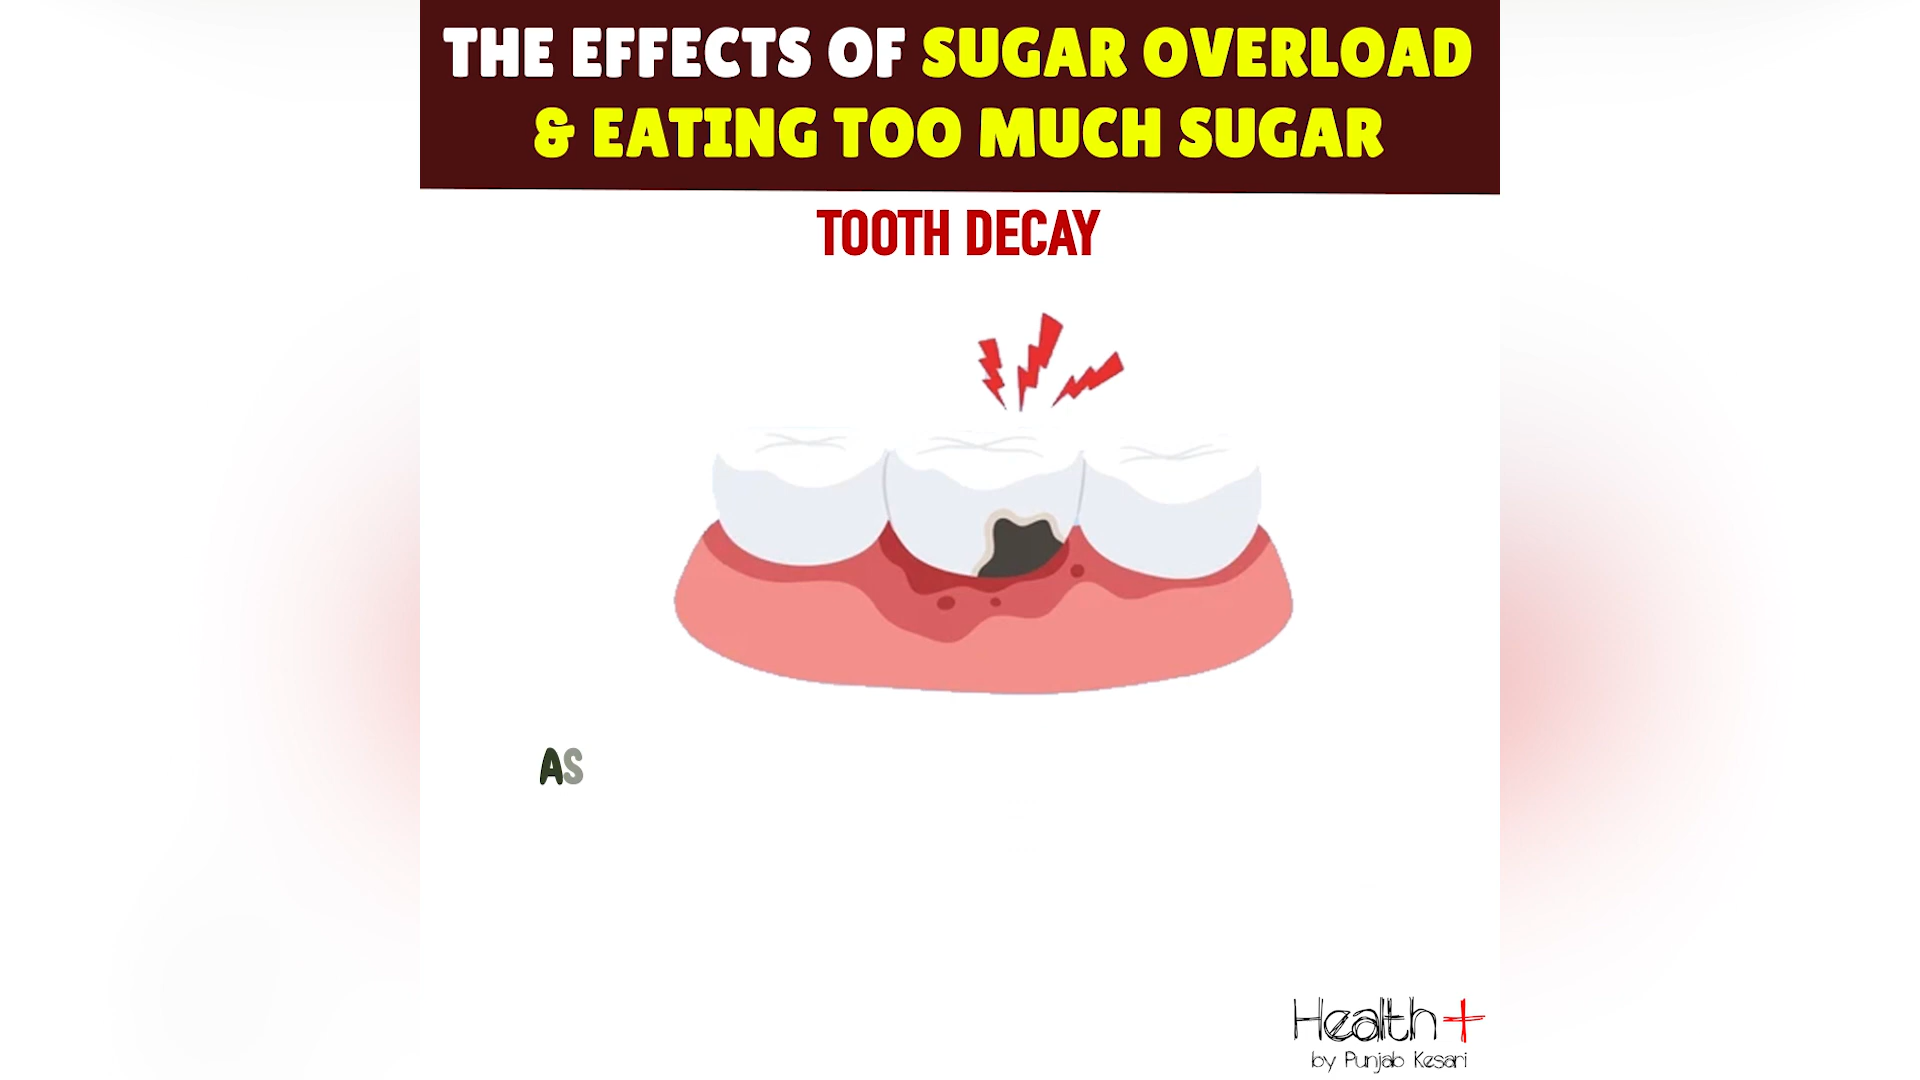 THE EFFECTS OF SUGAR OVERLOAD
& EATING TOO MUCH SUGAR
TOOTH DECAY
AS
Health+
by Punjab Kesari